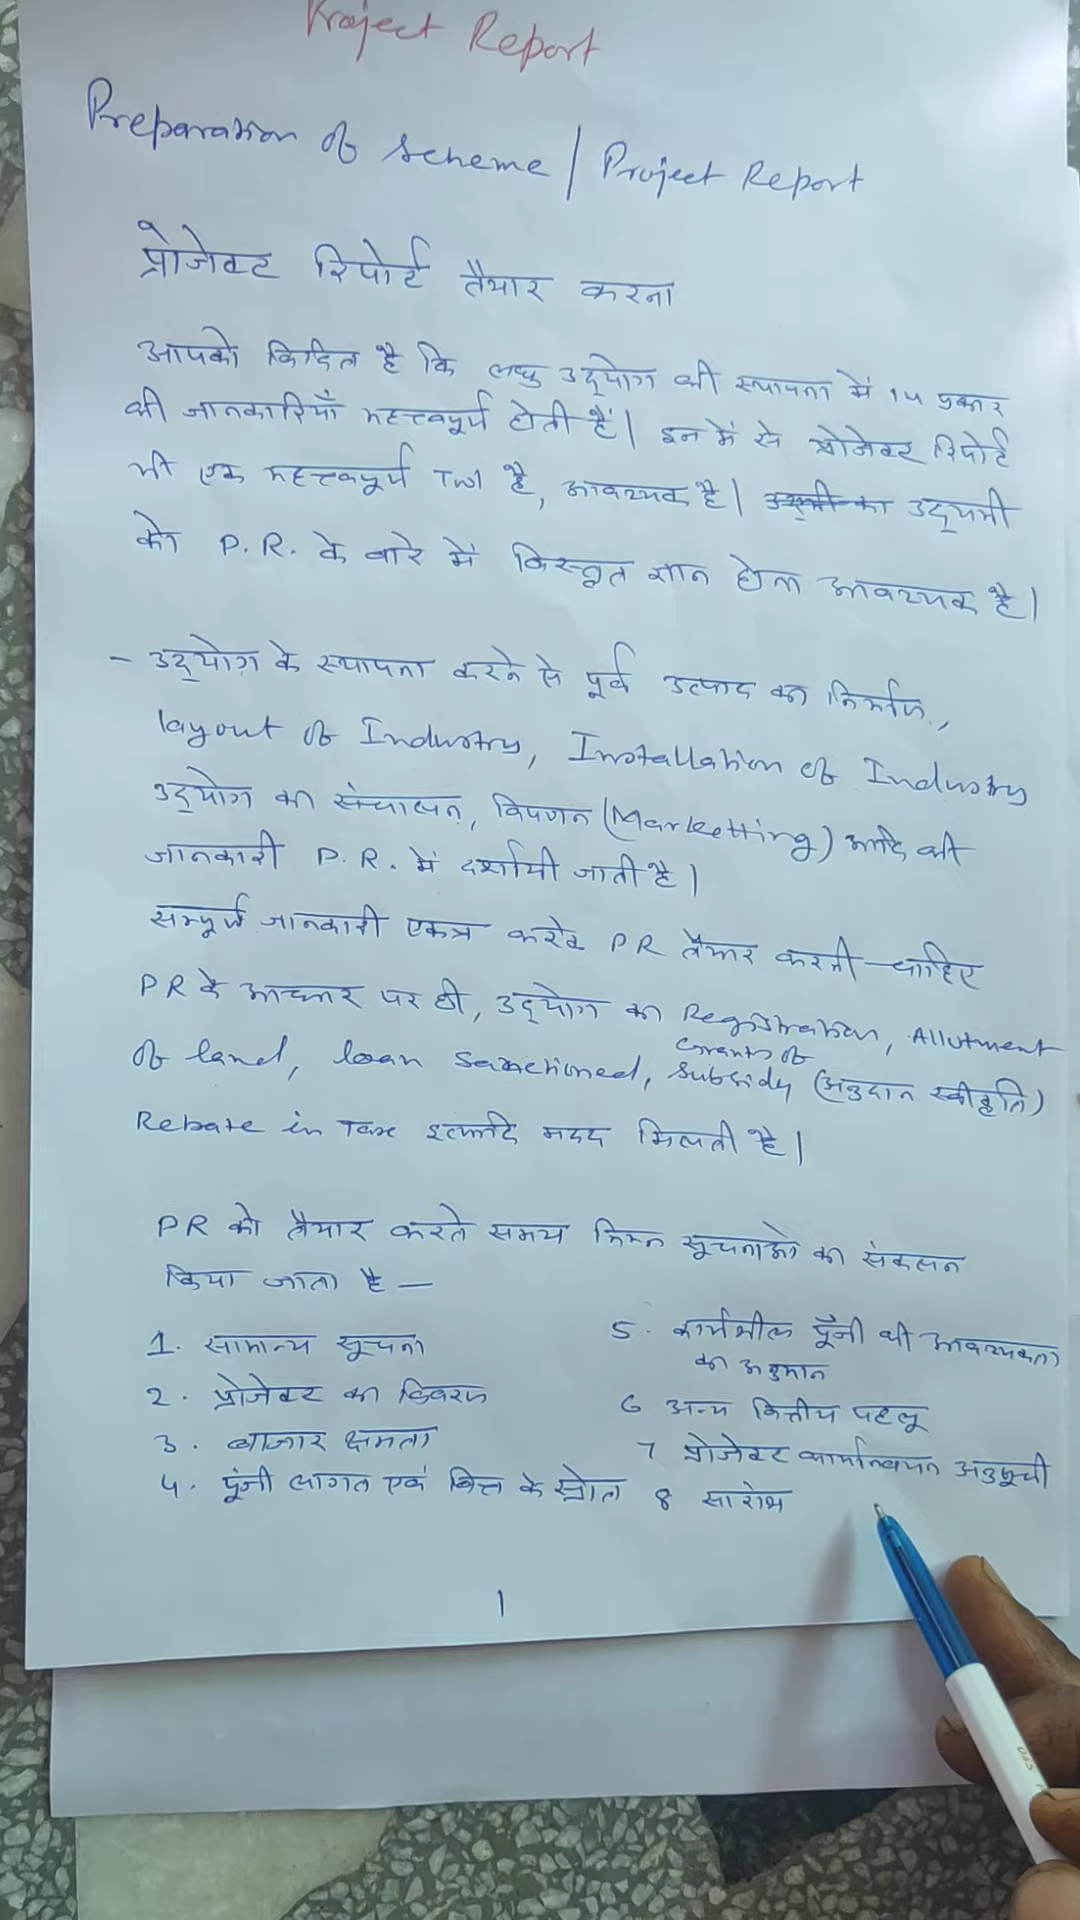 Project Report
Preparation of scheme / Project Report
प्रोजेक्ट रिपोर्ट तैयार करना
आपको विदित है कि लघु उद्योग की स्थापना में 14 प्रकार
की जानकारियाँ महत्वपूर्ण होती हैं। इन में से प्रोजेक्ट रिपोर्ट
भी एक महत्वपूर्ण है, आवश्यक है। उद्यमी
को P.R. के बारे में विस्तृत ज्ञान होना आवश्यक है।
- उद्योग के स्थापना करने से पूर्व उत्पाद का निर्माण,
layout of Industry, Installation of Industry
उद्योग का संचालन, विपणन (Marketting) आदि की
जानकारी P.R. में दर्शायी जाती है।
सम्पूर्ण जानकारी एकत्र करके PR तैयार करनी चाहिए
PR के आधार पर ही, उद्योग का Registration, Allutment
of land, loan sanctioned, Grants of subsidy (अनुदान स्वीकृति)
Rebate in Tax इत्यादि मदद मिलती है।
PR को तैयार करते समय निम्न सूचनाओं का संकलन
किया जाता है —
1. सामान्य सूचना
2. प्रोजेक्ट का विवरण
3. बाजार क्षमता
4. पूंजी लागत एवं वित्त के स्रोत
5. कार्यशील पूँजी की आवश्यकता
का अनुमान
6 अन्य वित्तीय पहलू
7 प्रोजेक्ट कार्यान्वयन अनुसूची
8 सारांश
1